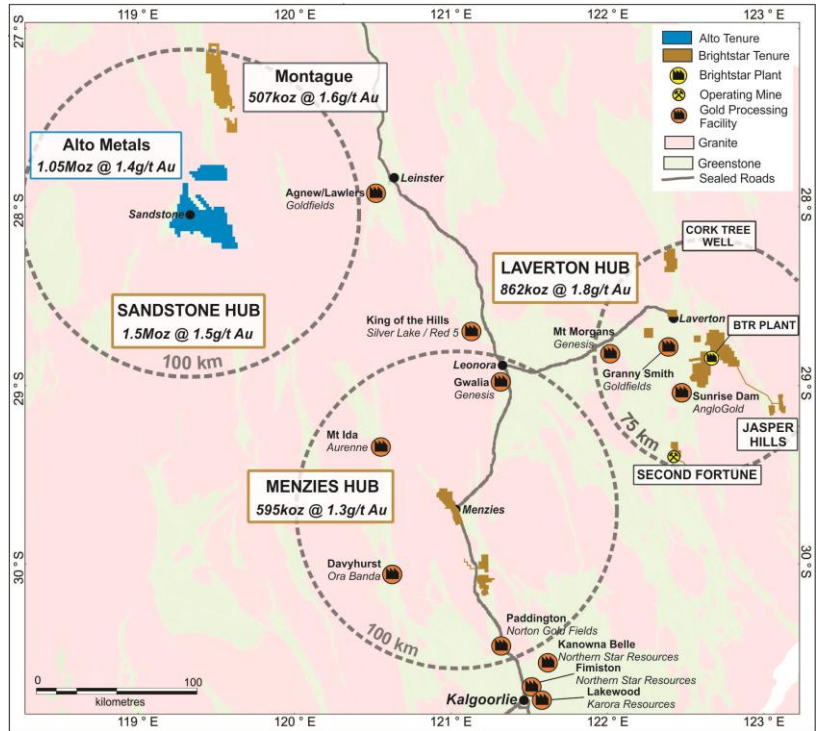 119 ° E
120 ° E
121 ° E
122 ° E
123 ° E
27° S
28° S
29° S
30° S
28° S
29° S
30° S
Alto Tenure
Brightstar Tenure
Brightstar Plant
Operating Mine
Gold Processing
Facility
Granite
Greenstone
Sealed Roads
Montague
507koz @ 1.6g/t Au
Alto Metals
1.05Moz @ 1.4g/t Au
Sandstone
Agnew/Lawlers
Goldfields
Leinster
SANDSTONE HUB
1.5Moz @ 1.5g/t Au
100 km
CORK TREE
WELL
LAVERTON HUB
862koz @ 1.8g/t Au
King of the Hills
Silver Lake / Red 5
Mt Morgans
Genesis
Laverton
BTR PLANT
Leonora
Gwalia
Genesis
Granny Smith
Goldfields
Sunrise Dam
AngloGold
JASPER
HILLS
75 km
SECOND FORTUNE
Mt Ida
Aurenne
MENZIES HUB
595koz @ 1.3g/t Au
Menzies
Davyhurst
Ora Banda
100 km
Paddington
Norton Gold Fields
Kanowna Belle
Northern Star Resources
Fimiston
Northern Star Resources
Lakewood
Karora Resources
Kalgoorlie
0
100
kilometres
119 ° E
120 ° E
121 ° E
122 ° E
123 ° E